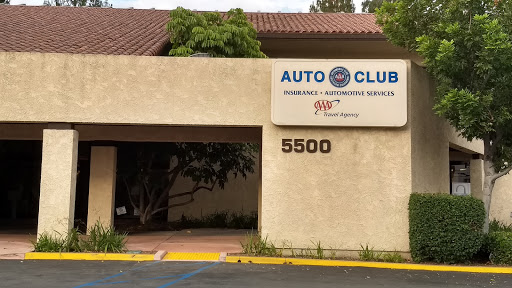 AUTO CLUB
INSURANCE • AUTOMOTIVE SERVICES
AAA
Travel Agency
5500